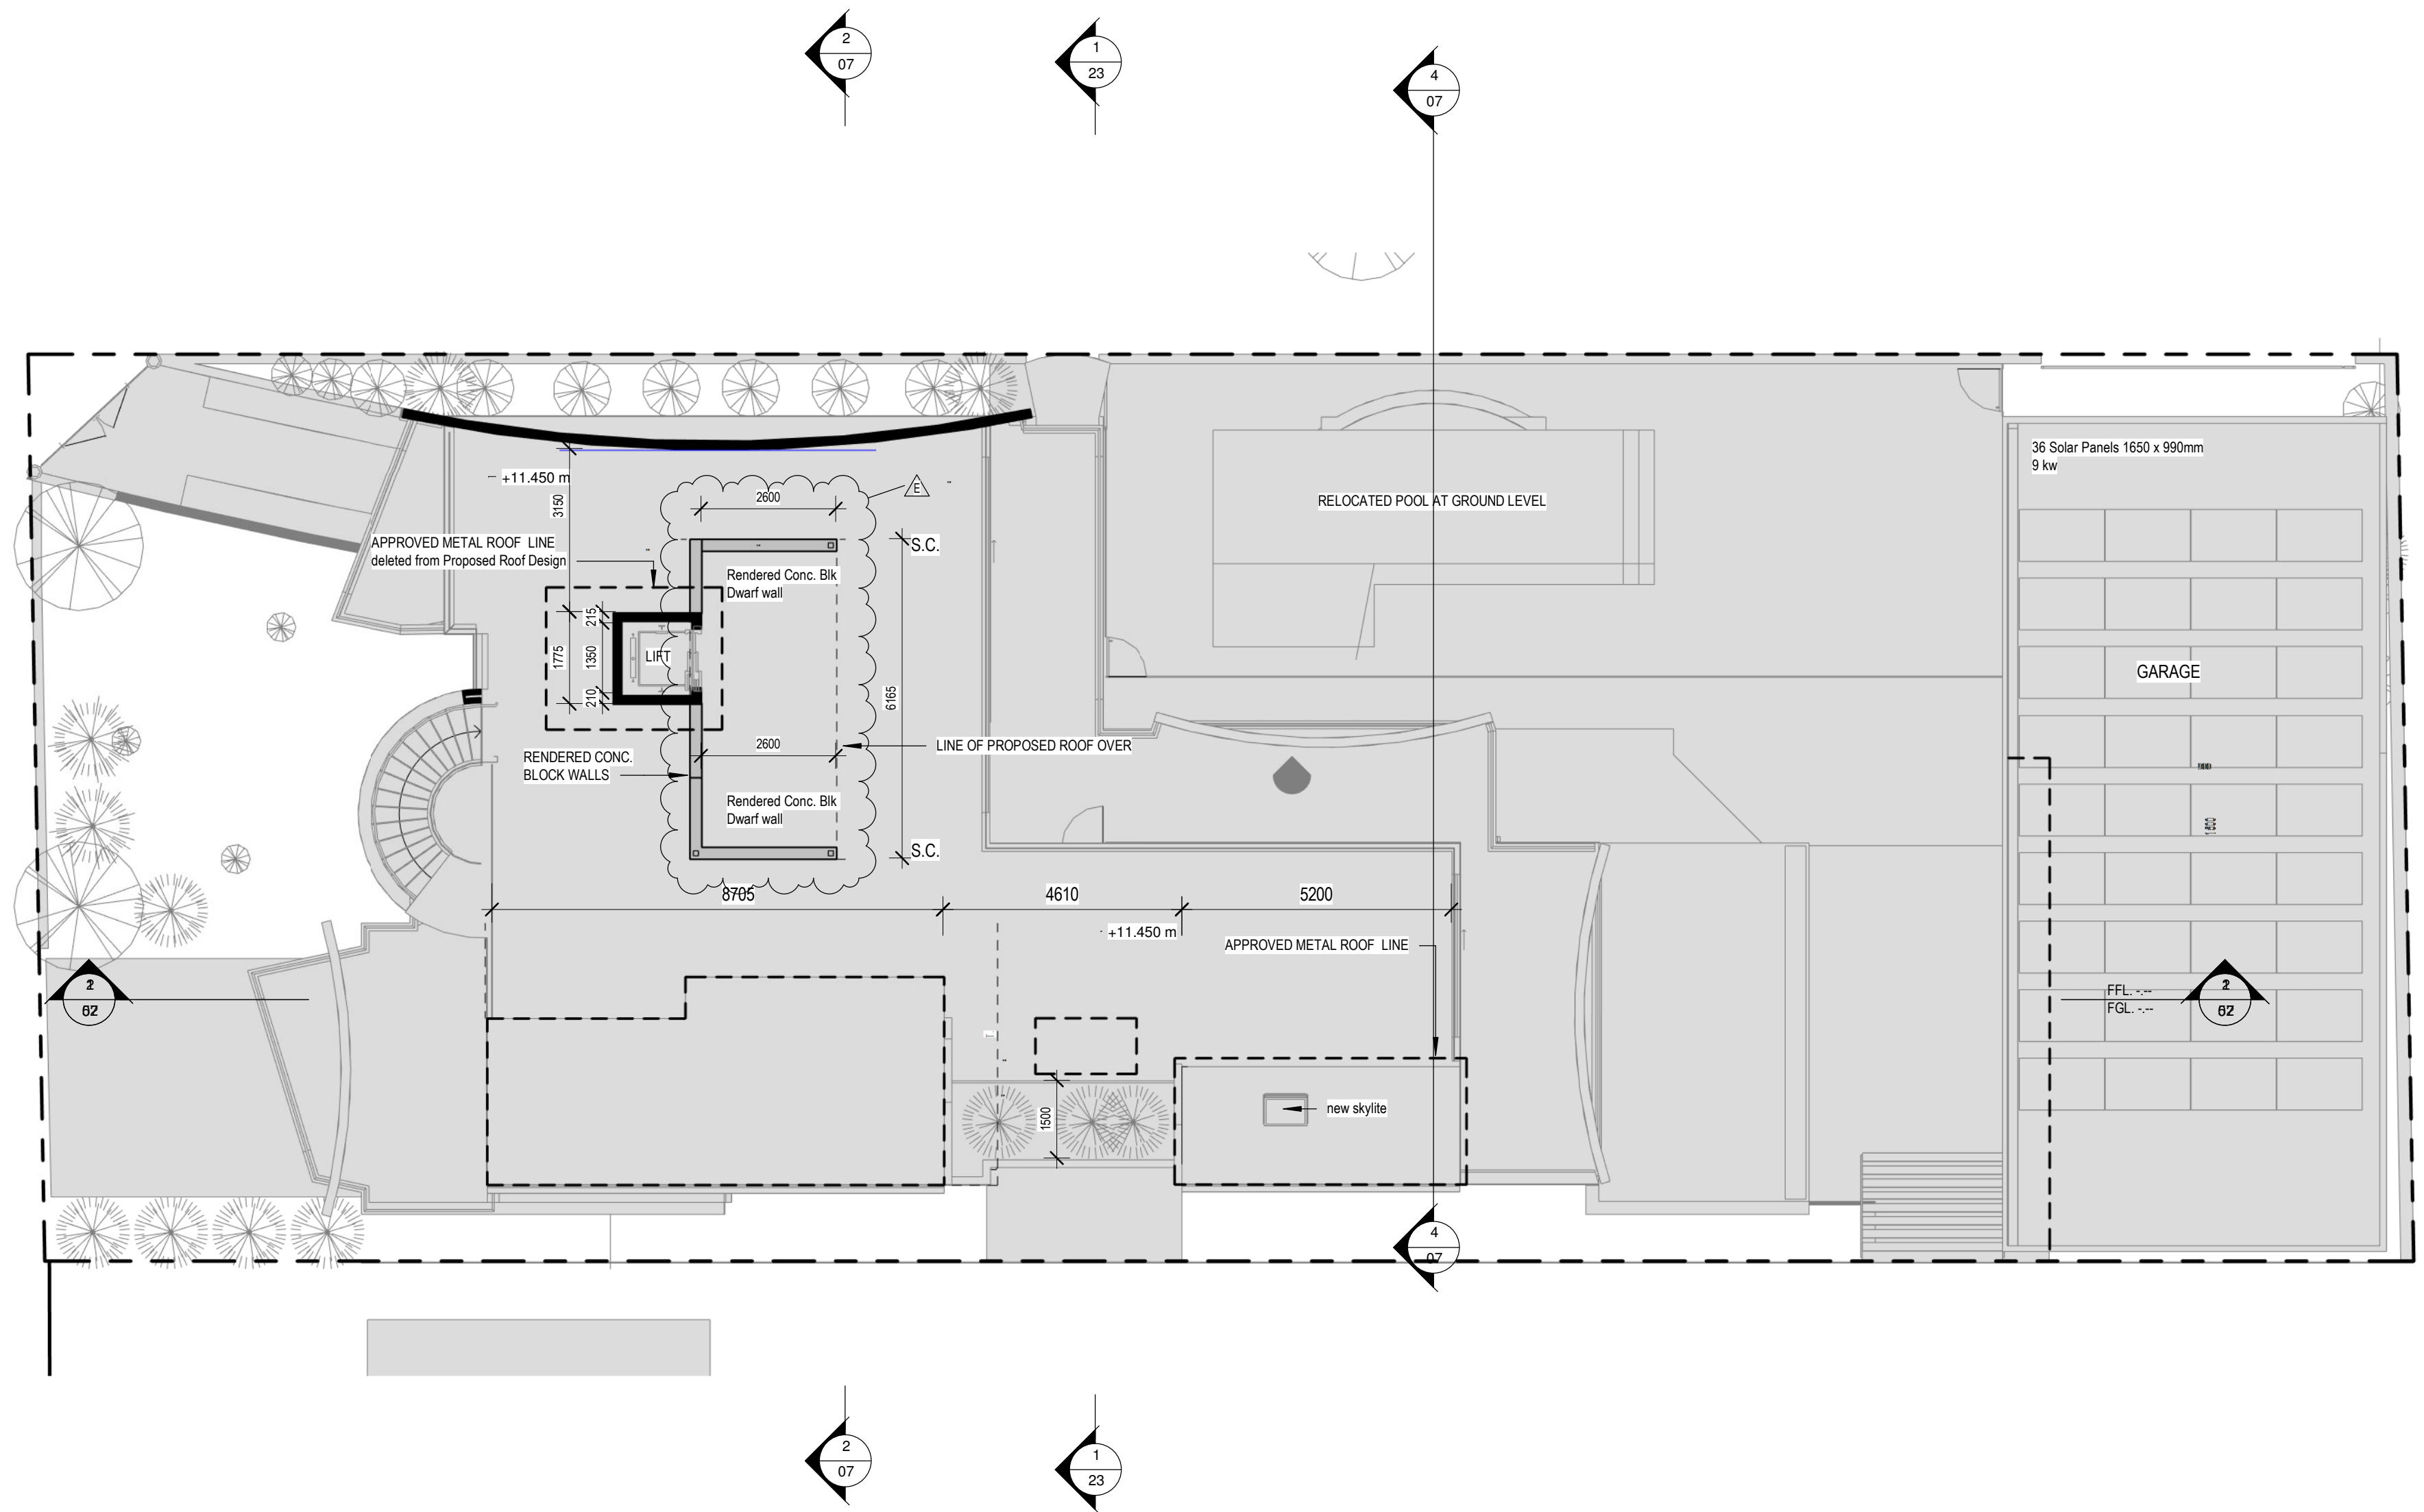 2
07
1
23
4
07
36 Solar Panels 1650 x 990mm
9 kw
+11.450 m
E
2600
3150
RELOCATED POOL AT GROUND LEVEL
APPROVED METAL ROOF LINE
deleted from Proposed Roof Design
S.C.
Rendered Conc. Blk
Dwarf wall
215
1775
1350
LIFT
210
6165
GARAGE
2600
LINE OF PROPOSED ROOF OVER
RENDERED CONC.
BLOCK WALLS
Rendered Conc. Blk
Dwarf wall
S.C.
8705
4610
5200
+11.450 m
APPROVED METAL ROOF LINE
FFL. -.--
FGL. -.--
1500
new skylite
4
07
2
07
1
23